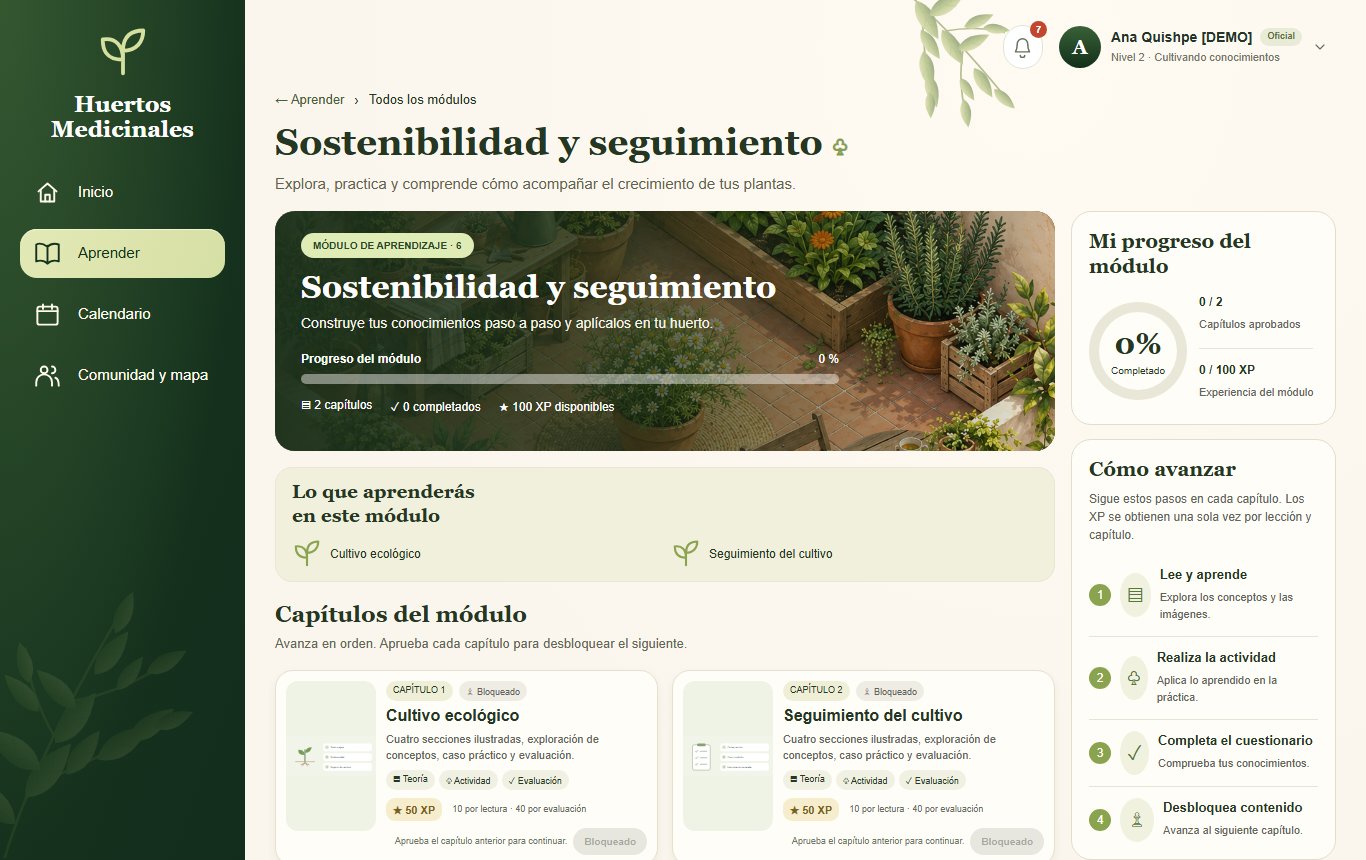 Huertos
Medicinales
Inicio
Aprender
Calendario
Comunidad y mapa
7
A
Ana Quishpe [DEMO]
Oficial
Nivel 2 · Cultivando conocimientos
← Aprender › Todos los módulos
Sostenibilidad y seguimiento
Explora, practica y comprende cómo acompañar el crecimiento de tus plantas.
MÓDULO DE APRENDIZAJE · 6
Sostenibilidad y seguimiento
Construye tus conocimientos paso a paso y aplícalos en tu huerto.
Progreso del módulo
0 %
2 capítulos
✓ 0 completados
★ 100 XP disponibles
Lo que aprenderás
en este módulo
Cultivo ecológico
Seguimiento del cultivo
Capítulos del módulo
Avanza en orden. Aprueba cada capítulo para desbloquear el siguiente.
CAPÍTULO 1
Bloqueado
Cultivo ecológico
Cuatro secciones ilustradas, exploración de
conceptos, caso práctico y evaluación.
Teoría
Actividad
✓ Evaluación
★ 50 XP
10 por lectura · 40 por evaluación
Aprueba el capítulo anterior para continuar.
Bloqueado
CAPÍTULO 2
Bloqueado
Seguimiento del cultivo
Cuatro secciones ilustradas, exploración de
conceptos, caso práctico y evaluación.
Teoría
Actividad
✓ Evaluación
★ 50 XP
10 por lectura · 40 por evaluación
Aprueba el capítulo anterior para continuar.
Bloqueado
Mi progreso del
módulo
0%
Completado
0 / 2
Capítulos aprobados
0 / 100 XP
Experiencia del módulo
Cómo avanzar
Sigue estos pasos en cada capítulo. Los
XP se obtienen una sola vez por lección y
capítulo.
1
Lee y aprende
Explora los conceptos y las
imágenes.
2
Realiza la actividad
Aplica lo aprendido en la
práctica.
3
✓
Completa el cuestionario
Comprueba tus conocimientos.
4
Desbloquea contenido
Avanza al siguiente capítulo.